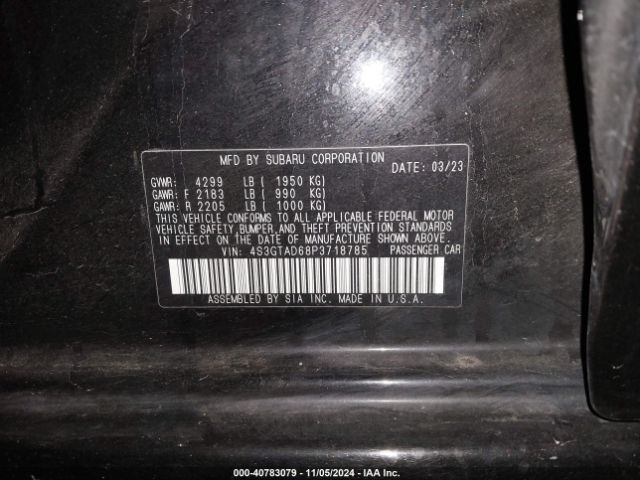 MFD BY SUBARU CORPORATION
DATE: 03/23
GVWR: 4299 LB ( 1950 KG)
GAWR: F 2183 LB ( 990 KG)
GAWR: R 2205 LB ( 1000 KG)
THIS VEHICLE CONFORMS TO ALL APPLICABLE FEDERAL MOTOR
VEHICLE SAFETY,BUMPER,AND THEFT PREVENTION STANDARDS
IN EFFECT ON THE DATE OF MANUFACTURE SHOWN ABOVE.
VIN: 4S3GTAD68P3718785 PASSENGER CAR
ASSEMBLED BY SIA INC. MADE IN U.S.A.
000-40783079 - 11/05/2024 - IAA Inc.